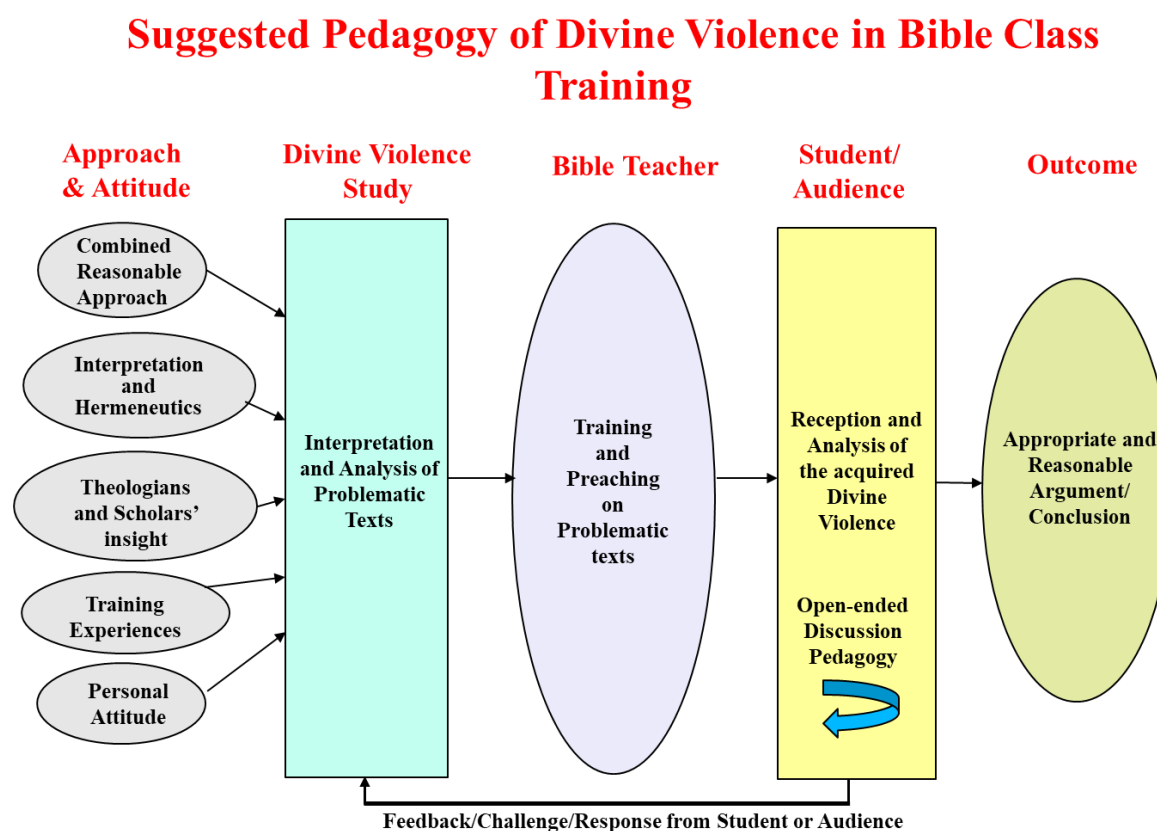 Suggested Pedagogy of Divine Violence in Bible Class
Training
Approach
& Attitude
Divine Violence
Study
Bible Teacher
Student/
Audience
Outcome
Combined
Reasonable
Approach
Interpretation
and
Hermeneutics
Theologians
and Scholars’
insight
Training
Experiences
Personal
Attitude
Interpretation
and Analysis of
Problematic
Texts
Training
and
Preaching
on
Problematic
texts
Reception and
Analysis of
the acquired
Divine
Violence
Open-ended
Discussion
Pedagogy
Appropriate and
Reasonable
Argument/
Conclusion
Feedback/Challenge/Response from Student or Audience